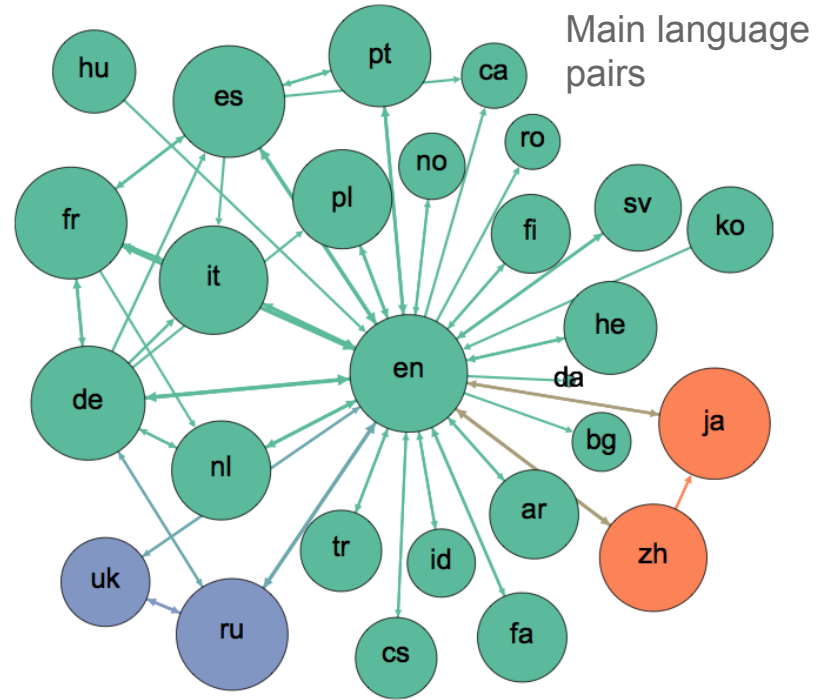 Main language
pairs
hu
es
pt
ca
ro
no
pl
fi
sv
ko
fr
it
he
en
da
de
ja
bg
nl
ar
zh
tr
id
uk
ru
cs
fa